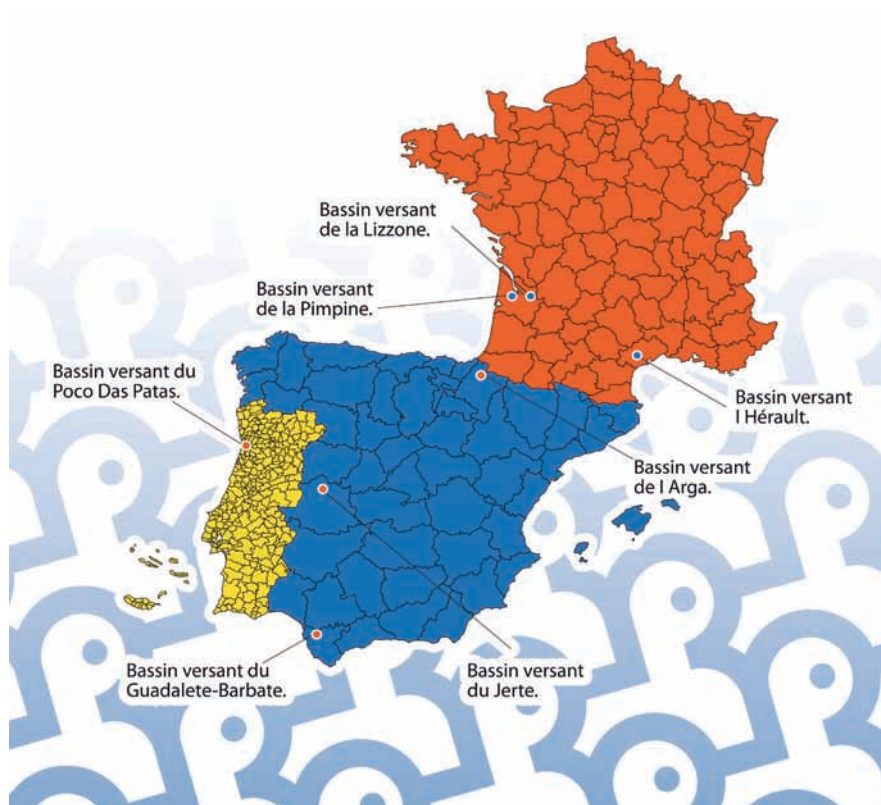 Bassin versant
de la Lizzone.
Bassin versant
de la Pimpine.
Bassin versant du
Poco Das Patas.
Bassin versant
l Hérault.
Bassin versant
de l Arga.
Bassin versant du
Guadalete-Barbate.
Bassin versant
du Jerte.